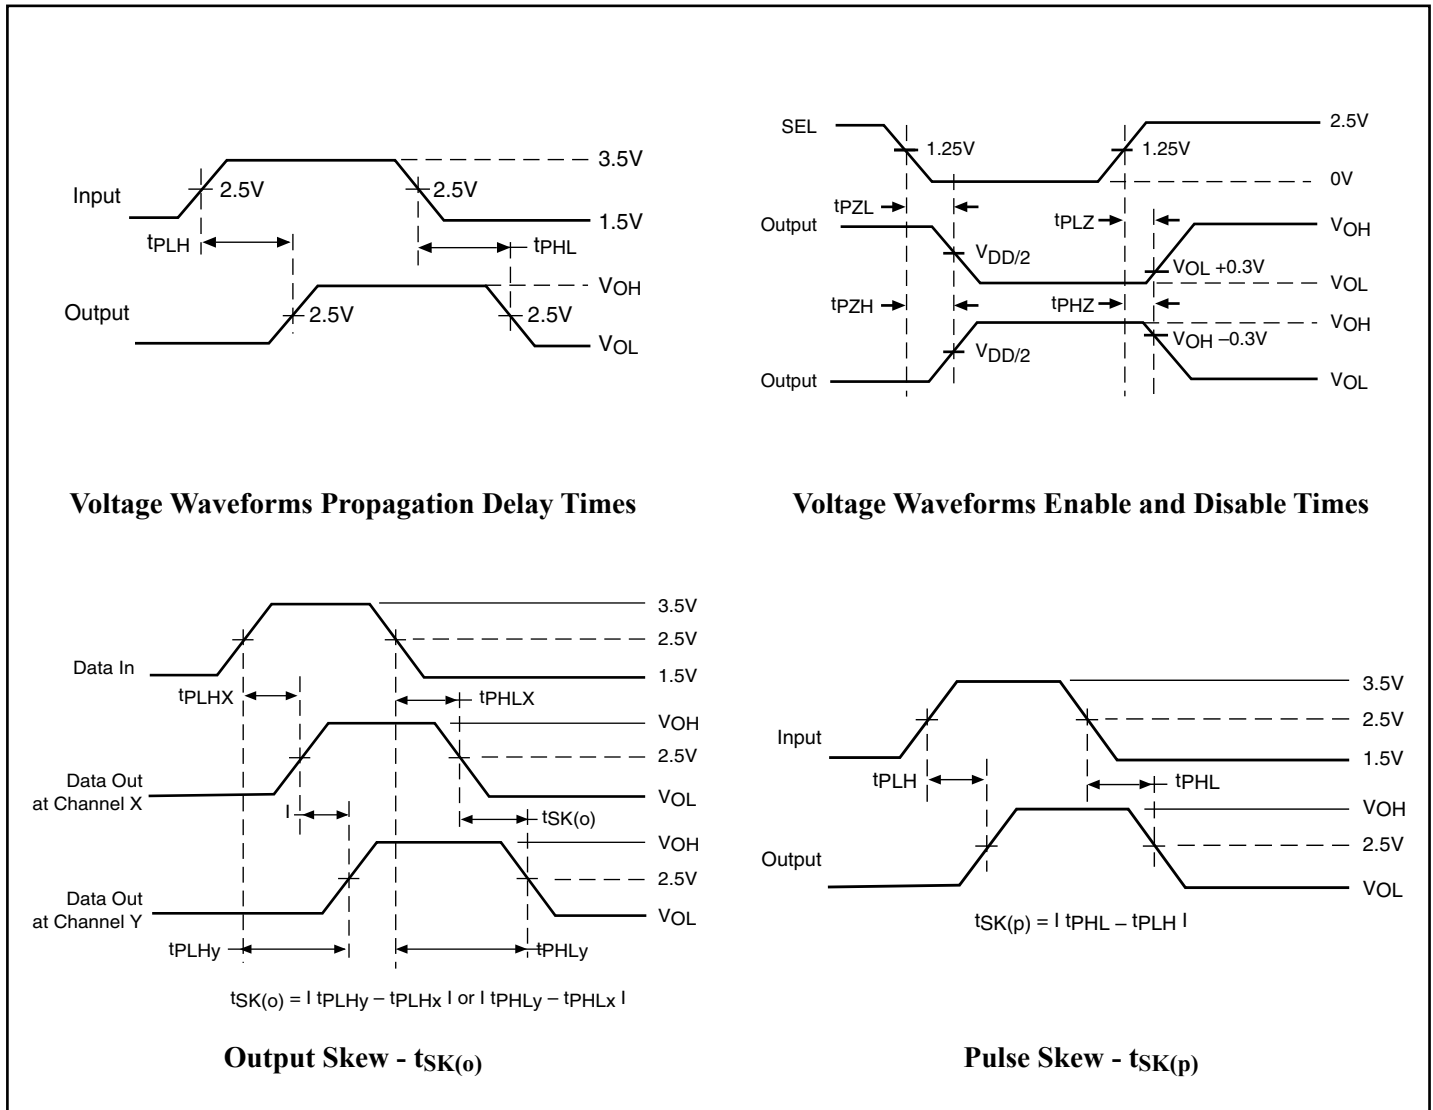 3.5V
Input
2.5V
2.5V
1.5V
tPLH
tPHL
VOH
Output
2.5V
2.5V
VOL
Voltage Waveforms Propagation Delay Times
SEL
2.5V
1.25V
1.25V
0V
tPZL
tPLZ
Output
VOH
VDD/2
VOL +0.3V
VOL
tPZH
tPHZ
VOH
VDD/2
VOH –0.3V
Output
VOL
Voltage Waveforms Enable and Disable Times
3.5V
2.5V
Data In
1.5V
tPLHX
tPHLX
VOH
2.5V
Data Out
at Channel X
VOL
I
tSK(o)
VOH
2.5V
Data Out
at Channel Y
VOL
tPLHy
tPHLy
tSK(o) = I tPLHy – tPLHx I or I tPHLy – tPHLx I
Output Skew - tSK(o)
3.5V
2.5V
Input
1.5V
tPLH
tPHL
VOH
2.5V
Output
VOL
tSK(p) = I tPHL – tPLH I
Pulse Skew - tSK(p)